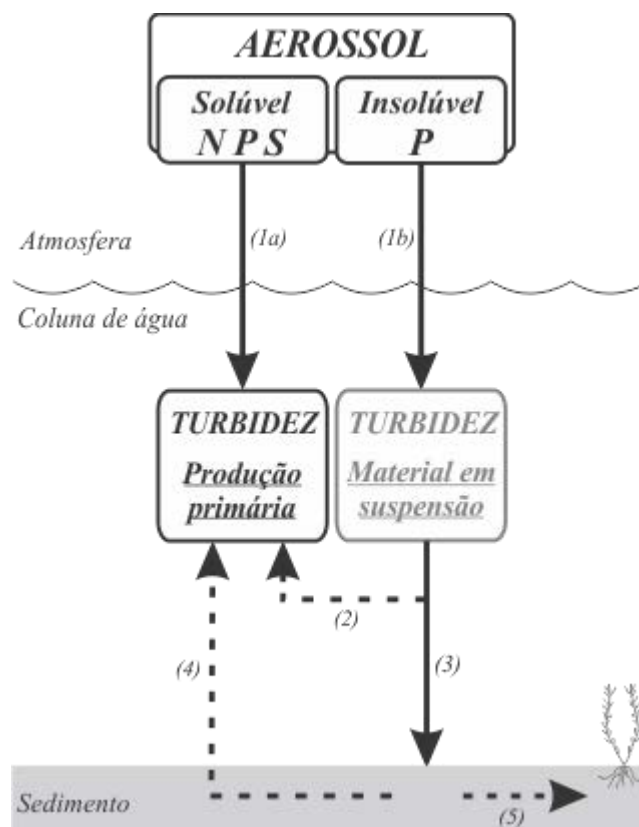 AEROSSOL
Solúvel
N P S
Insolúvel
P
(1a)
(1b)
Atmosfera
Coluna de água
TURBIDEZ
Produção
primária
TURBIDEZ
Material em
suspensão
(2)
(3)
(4)
Sedimento
(5)